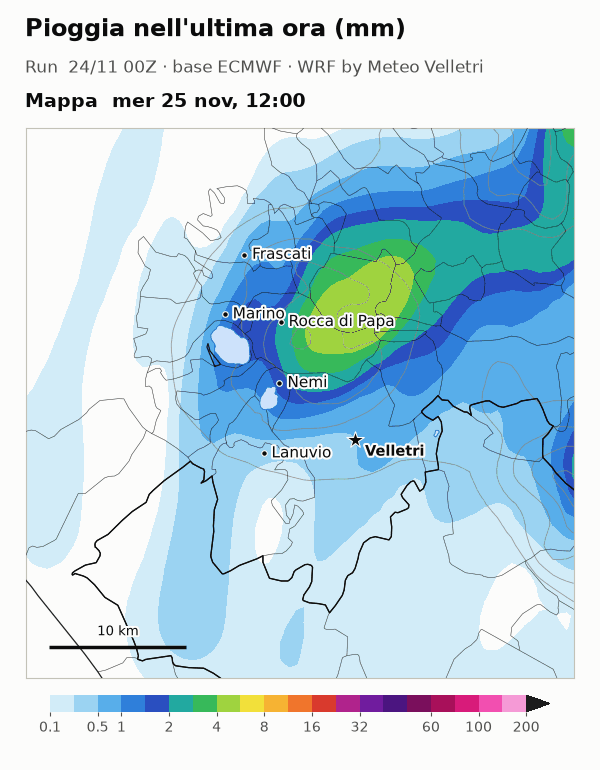 Pioggia nell'ultima ora (mm)
Run  24/11 00Z · base ECMWF · WRF by Meteo Velletri
Mappa  mer 25 nov, 12:00
Frascati
Marino
Rocca di Papa
Nemi
Velletri
Lanuvio
10 km
0.1 0.5 1 2 4 8 16 32 60 100 200